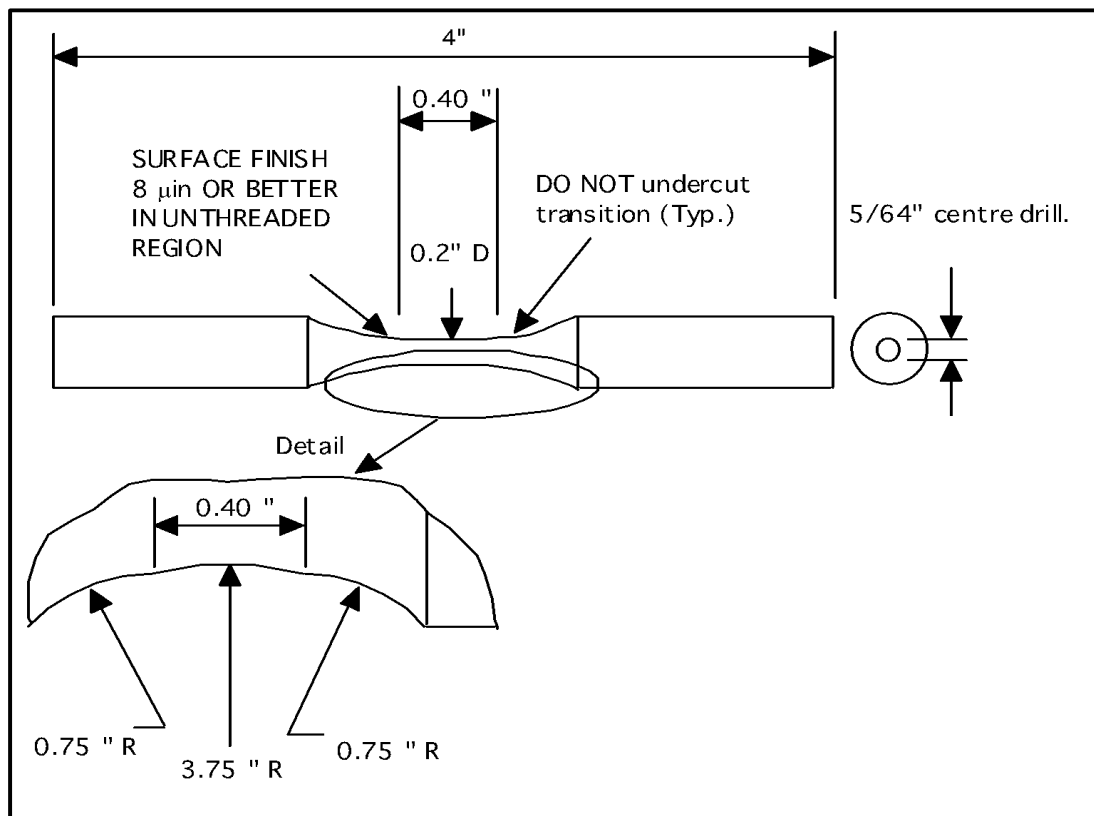 4"
0.40 "
SURFACE FINISH
8 µin OR BETTER
IN UNTHREADED
REGION
DO NOT undercut
transition (Typ.)
5/64" centre drill.
0.2" D
Detail
0.40 "
0.75 " R
3.75 " R
0.75 " R